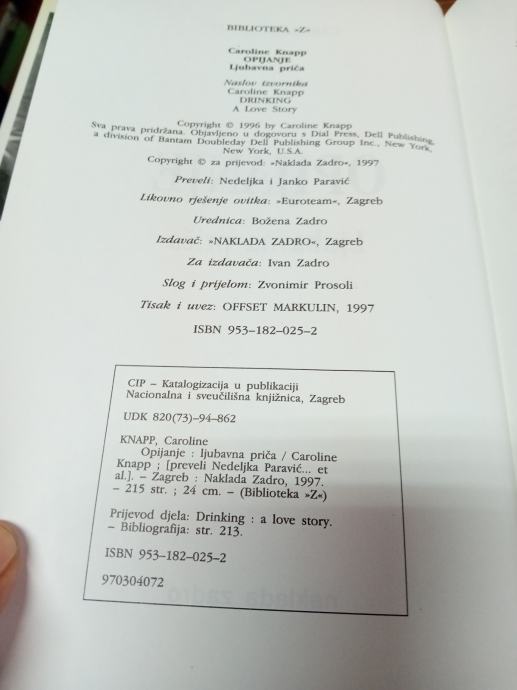 BIBLIOTEKA »Z«
Caroline Knapp
OPIJANJE
Ljubavna priča
Naslov izvornika
Caroline Knapp
DRINKING
A Love Story
Copyright © 1996 by Caroline Knapp
Sva prava pridržana. Objavljeno u dogovoru s Dial Press, Dell Publishing,
a division of Bantam Doubleday Dell Publishing Group Inc., New York,
New York, U.S.A.
Copyright © za prijevod: »Naklada Zadro«, 1997
Preveli: Nedeljka i Janko Paravić
Likovno rješenje ovitka: »Euroteam«, Zagreb
Urednica: Božena Zadro
Izdavač: »NAKLADA ZADRO«, Zagreb
Za izdavača: Ivan Zadro
Slog i prijelom: Zvonimir Prosoli
Tisak i uvez: OFFSET MARKULIN, 1997
ISBN 953–182–025–2
CIP – Katalogizacija u publikaciji
Nacionalna i sveučilišna knjižnica, Zagreb
UDK 820(73)–94–862
KNAPP, Caroline
Opijanje : ljubavna priča / Caroline
Knapp ; [preveli Nedeljka Paravić... et
al.]. – Zagreb : Naklada Zadro, 1997.
– 215 str. ; 24 cm. – (Biblioteka »Z«)
Prijevod djela: Drinking : a love story.
– Bibliografija: str. 213.
ISBN 953–182–025–2
970304072